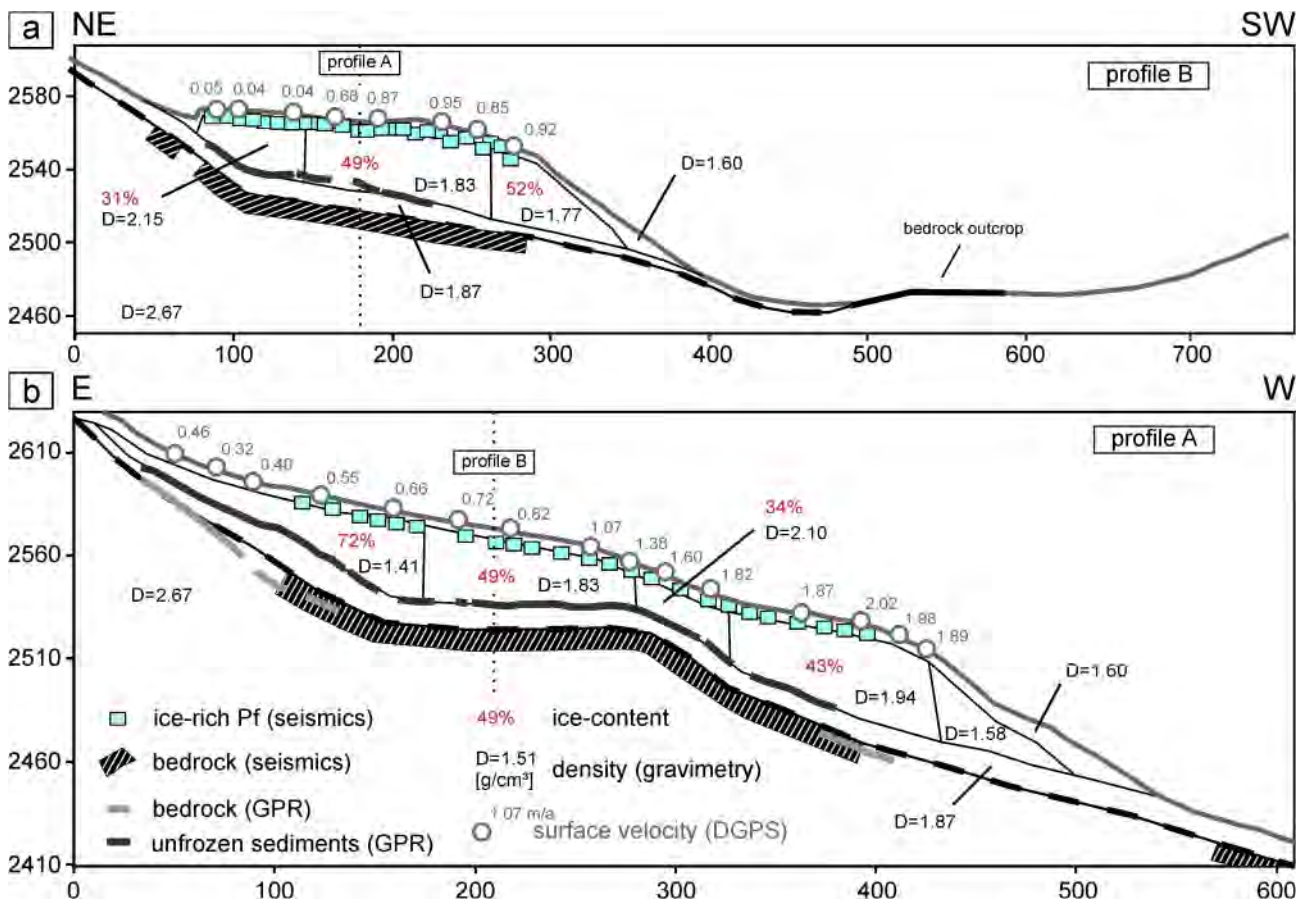 a NE SW
profile A
profile B
0.05 0.04 0.04 0.68 0.87 0.95 0.85 0.92
2580
2540
2500
2460
49%
D=1.83
52%
D=1.77
D=1.60
31%
D=2.15
D=1.87
D=2.67
bedrock outcrop
0 100 200 300 400 500 600 700
b E W
profile A
profile B
0.46 0.32 0.40 0.55 0.66 0.72 0.82 1.07 1.38 1.60 1.82 1.87 2.02 1.98 1.89
2610
2560
2510
2460
2410
34%
D=2.10
72%
D=1.41
49%
D=1.83
D=2.67
43%
D=1.94
D=1.58
D=1.60
D=1.87
ice-rich Pf (seismics)
bedrock (seismics)
bedrock (GPR)
unfrozen sediments (GPR)
49% ice-content
D=1.51
[g/cm³] density (gravimetry)
1.07 m/a surface velocity (DGPS)
0 100 200 300 400 500 600